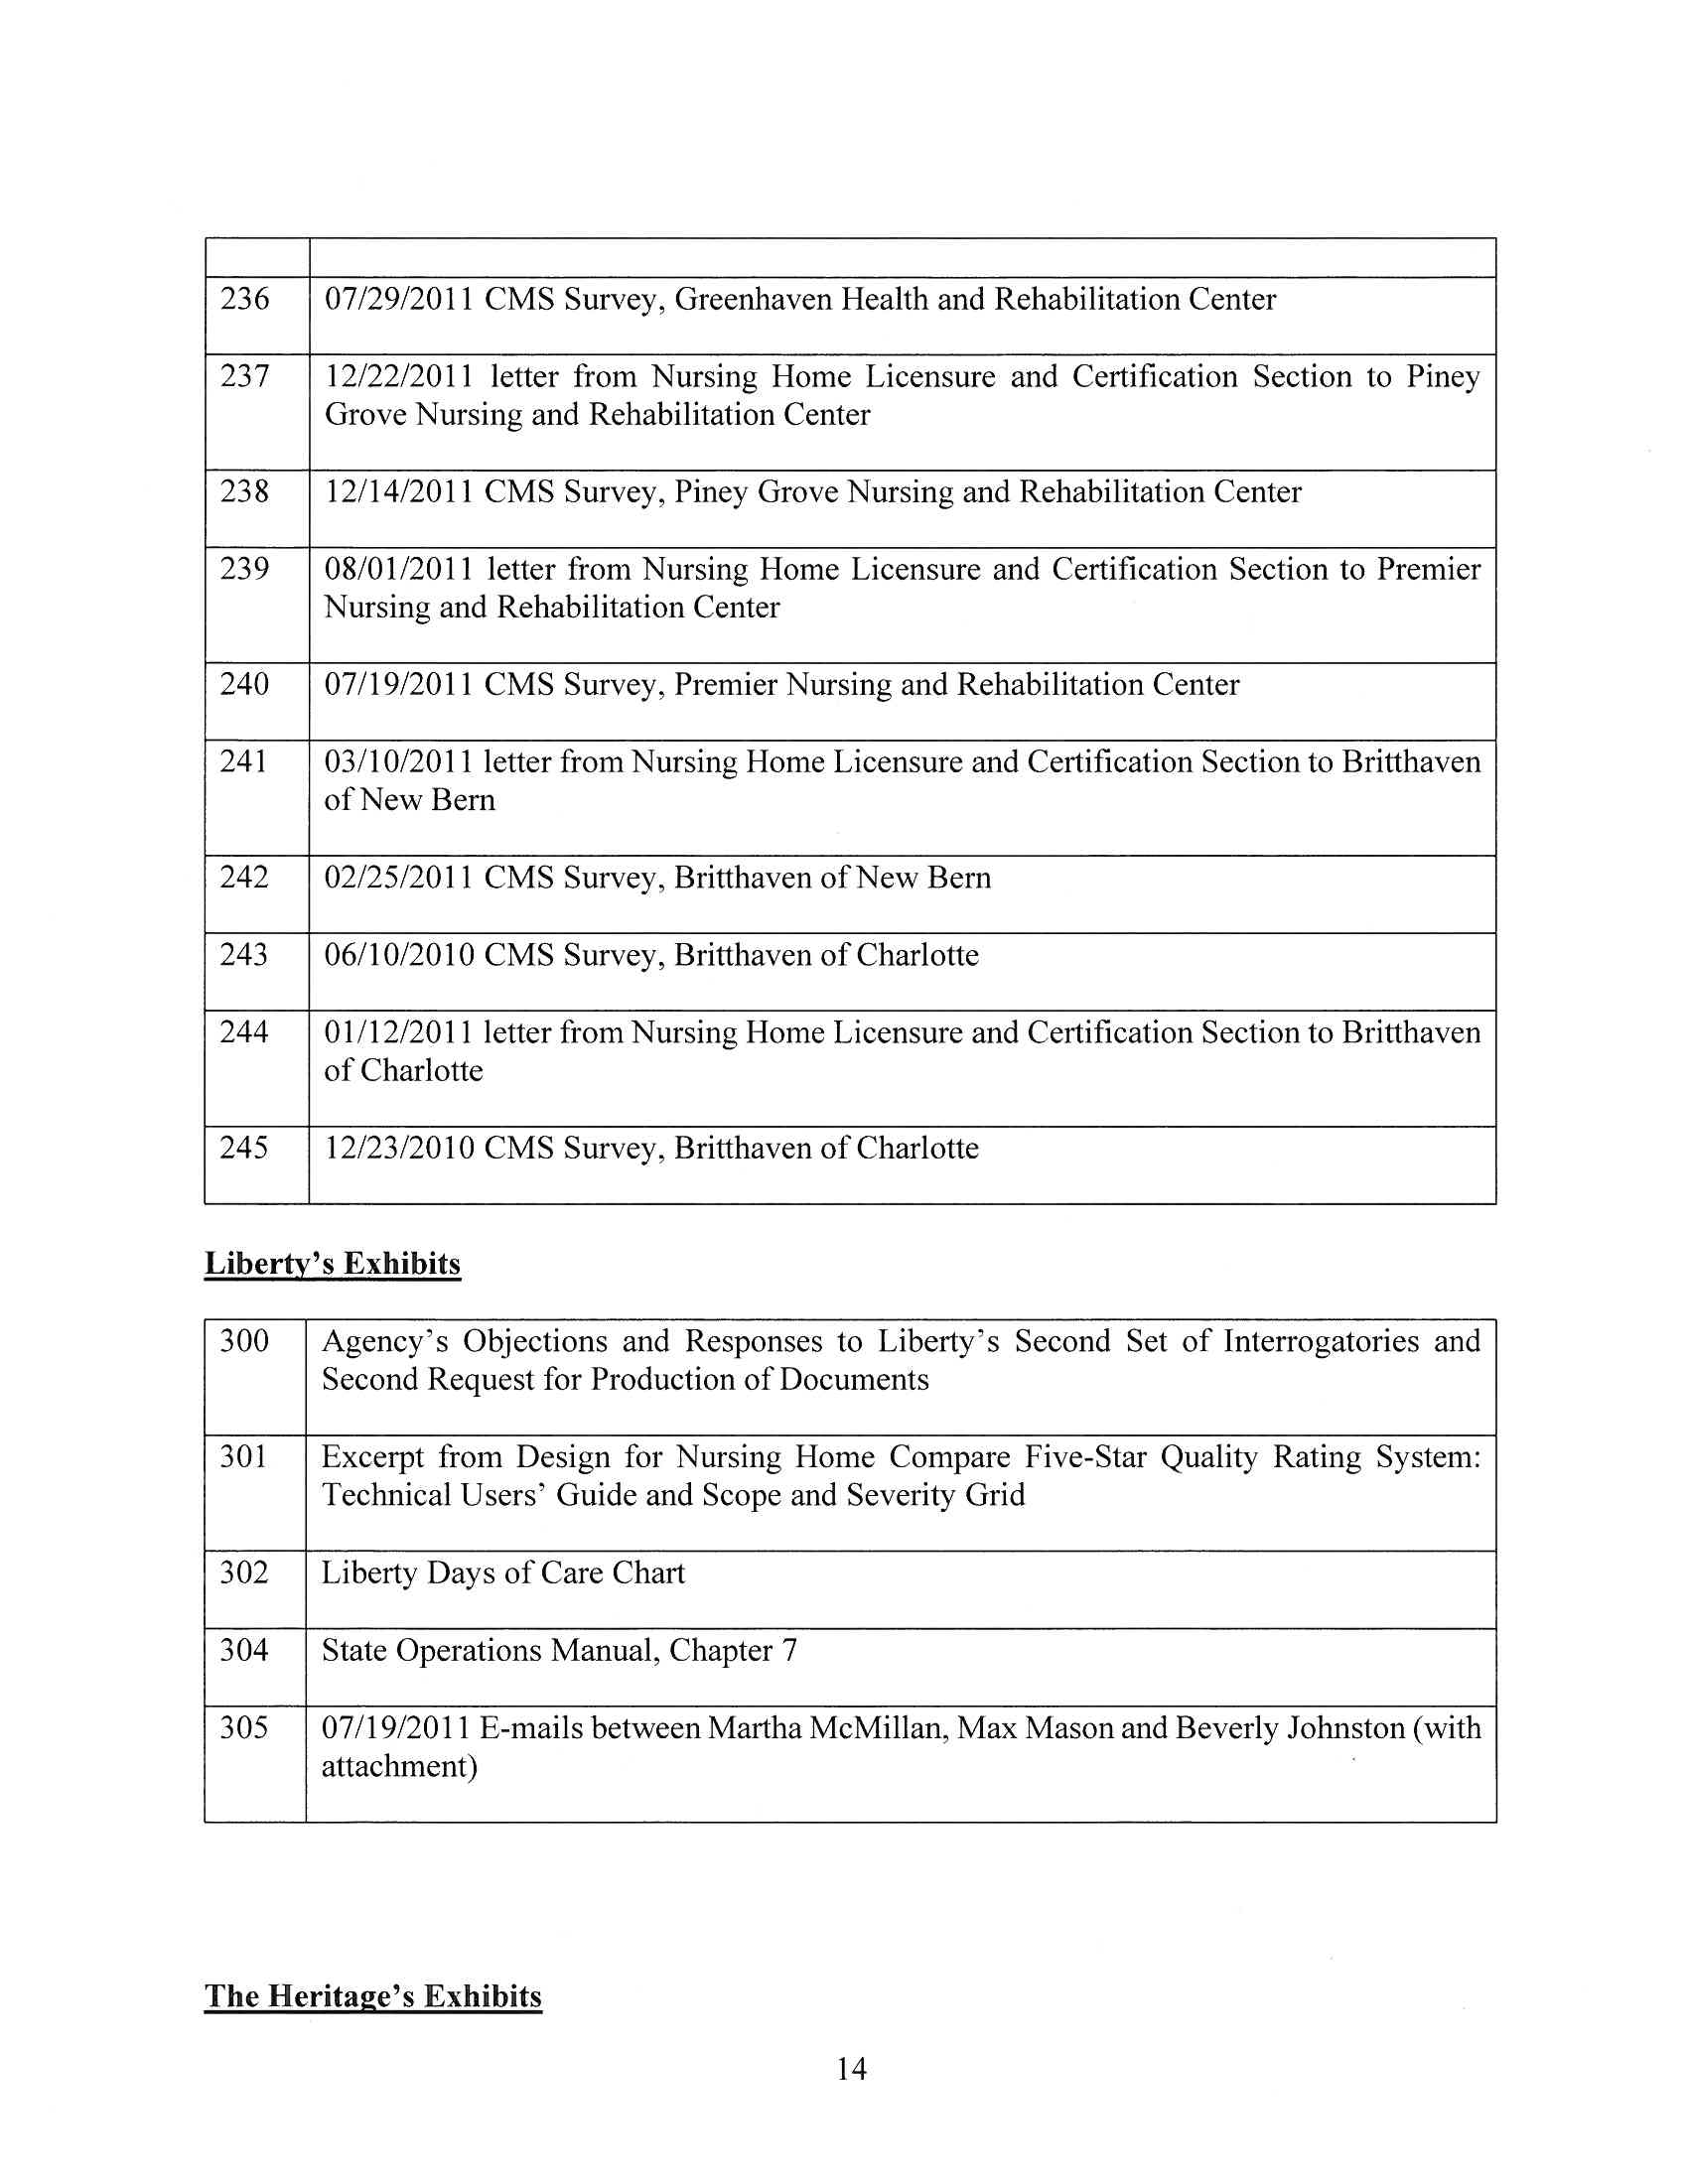 236 07/29/2011 CMS Survey, Greenhaven Health and Rehabilitation Center
237 12/22/2011 letter from Nursing Home Licensure and Certification Section to Piney
Grove Nursing and Rehabilitation Center
238 12/14/2011 CMS Survey, Piney Grove Nursing and Rehabilitation Center
239 08/01/2011 letter from Nursing Home Licensure and Certification Section to Premier
Nursing and Rehabilitation Center
240 07/19/2011 CMS Survey, Premier Nursing and Rehabilitation Center
241 03/10/2011 letter from Nursing Home Licensure and Certification Section to Britthaven
of New Bern
242 02/25/2011 CMS Survey, Britthaven of New Bern
243 06/10/2010 CMS Survey, Britthaven of Charlotte
244 01/12/2011 letter from Nursing Home Licensure and Certification Section to Britthaven
of Charlotte
245 12/23/2010 CMS Survey, Britthaven of Charlotte
Liberty's Exhibits
300 Agency's Objections and Responses to Liberty's Second Set of Interrogatories and
Second Request for Production of Documents
301 Excerpt from Design for Nursing Home Compare Five-Star Quality Rating System:
Technical Users' Guide and Scope and Severity Grid
302 Liberty Days of Care Chart
304 State Operations Manual, Chapter 7
305 07/19/2011 E-mails between Martha McMillan, Max Mason and Beverly Johnston (with
attachment)
The Heritage's Exhibits
14